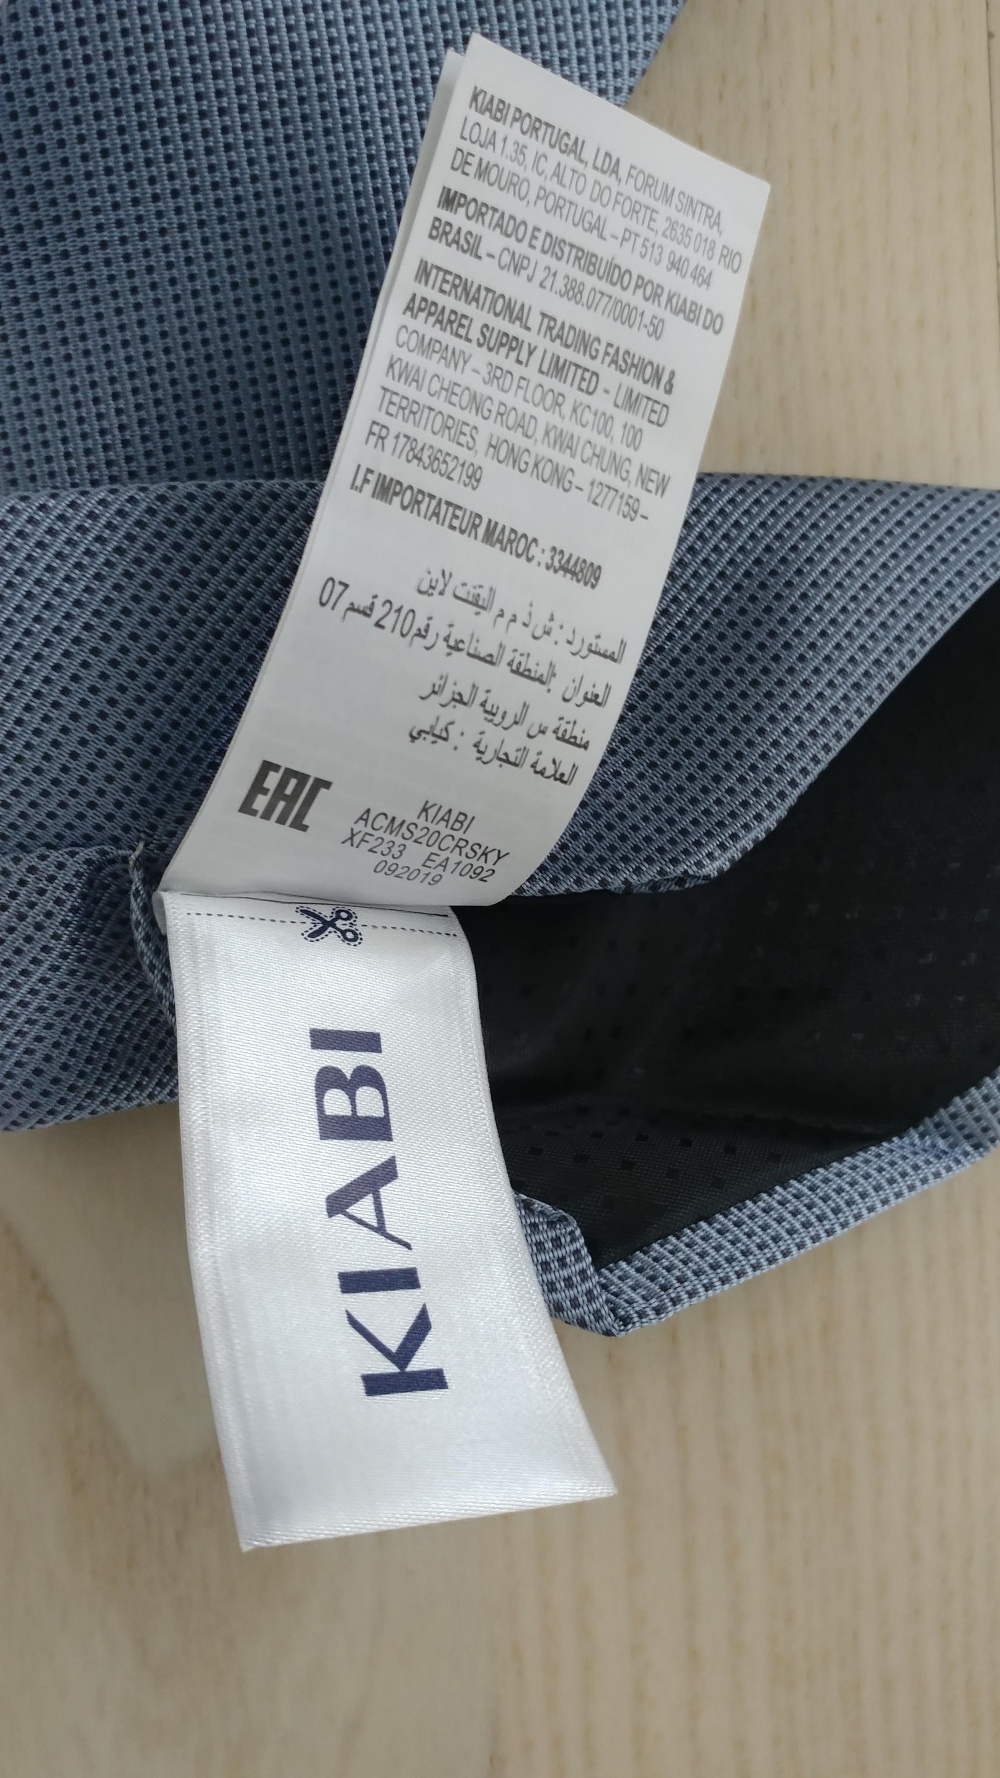 KIABI PORTUGAL, LDA, FORUM SINTRA,
LOJA 1.35, IC, ALTO DO FORTE, 2635 018 RIO
DE MOURO, PORTUGAL – PT 513 940 464
IMPORTADO E DISTRIBUÍDO POR KIABI DO
BRASIL – CNPJ 21.388.077/0001-50
INTERNATIONAL TRADING FASHION &
APPAREL SUPPLY LIMITED – LIMITED
COMPANY – 3RD FLOOR, KC100, 100
KWAI CHEONG ROAD, KWAI CHUNG, NEW
TERRITORIES, HONG KONG – 1277159 –
FR 17843652199
I.F IMPORTATEUR MAROC : 3344809
المستورد : ش ذ م م اليقنت لاين
العنوان :المنطقة الصناعية رقم 210 قسم 07
منطقة س الرويبة الجزائر
العلامة التجارية : كيابي
EAC
KIABI
ACMS20CRSKY
XF233 EA1092
092019
KIABI